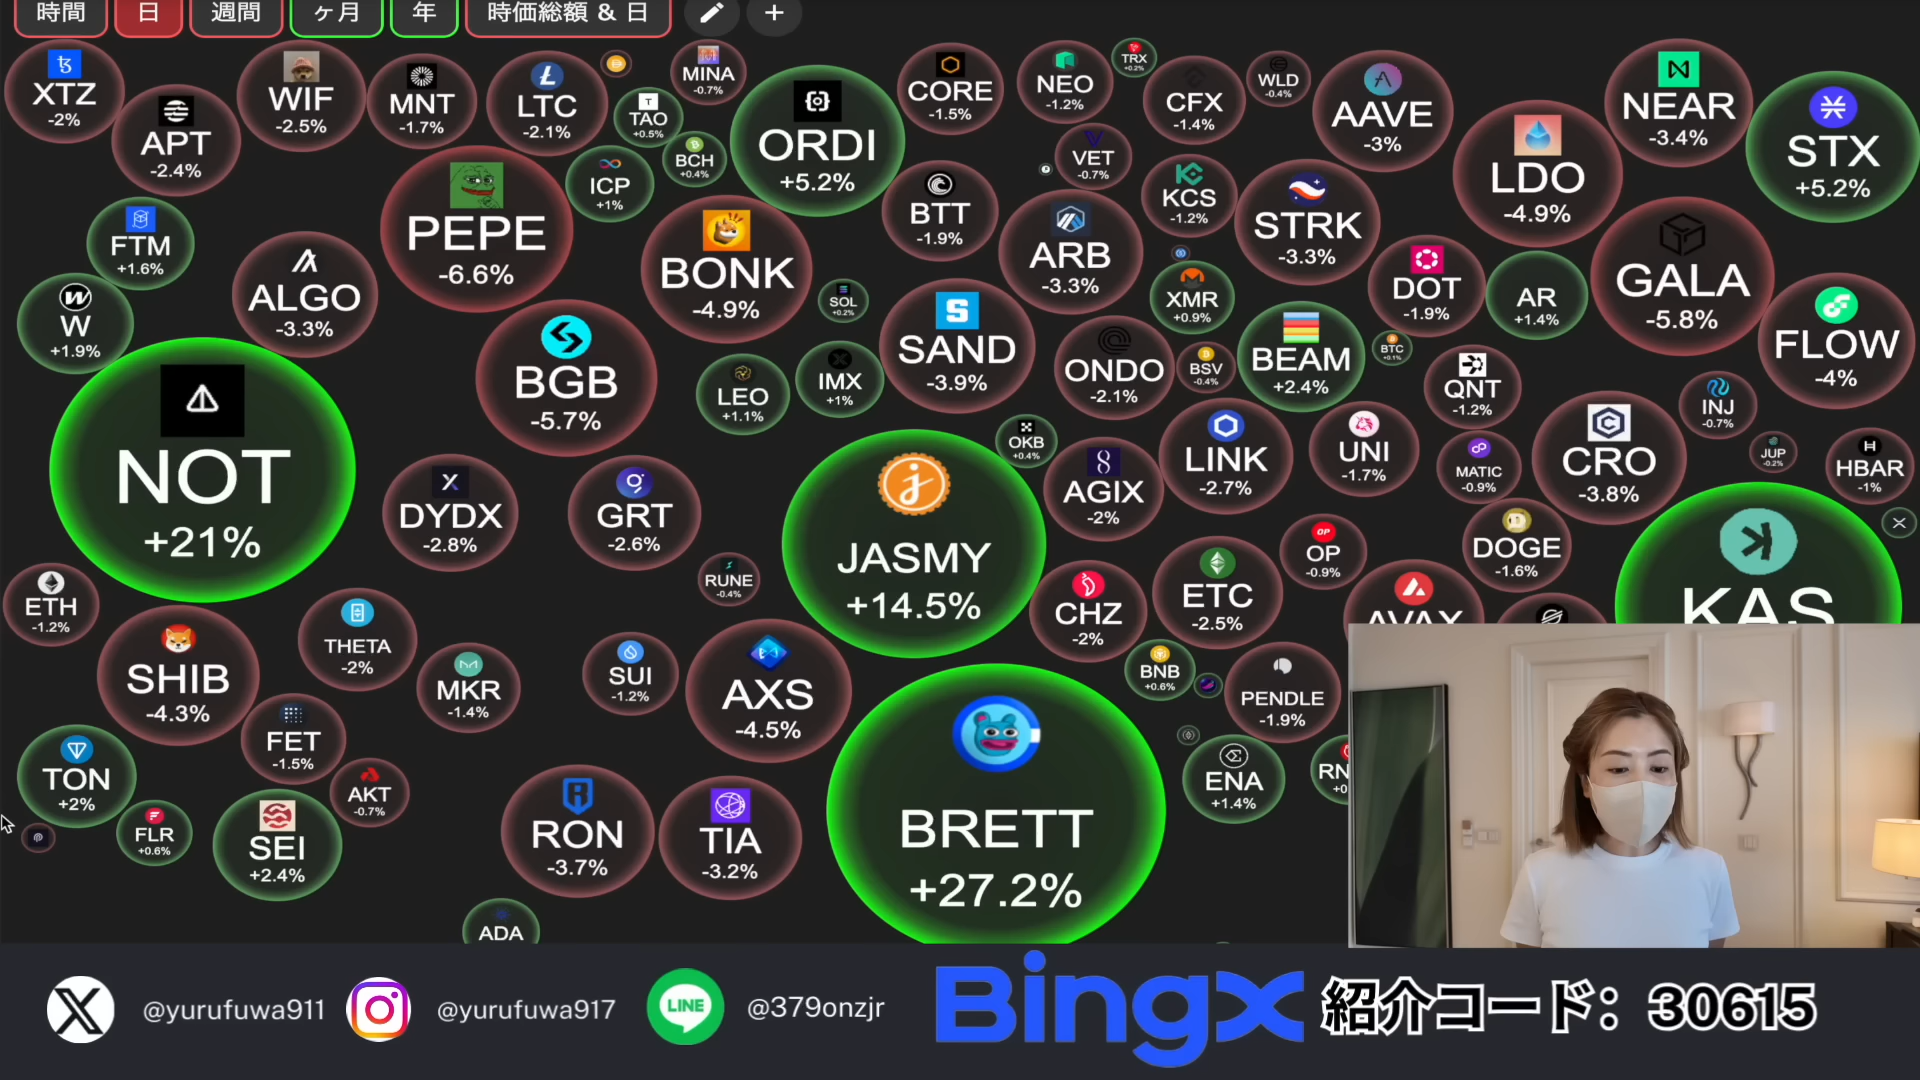 時間 日 週間 ヶ月 年 時価総額 & 日
XTZ
-2%
APT
-2.4%
WIF
-2.5%
MNT
-1.7%
LTC
-2.1%
TAO
+0.5%
MINA
-0.7%
BCH
+0.4%
ICP
+1%
ORDI
+5.2%
CORE
-1.5%
NEO
-1.2%
TRX
+0.2%
CFX
-1.4%
WLD
-0.4%
AAVE
-3%
LDO
-4.9%
NEAR
-3.4%
STX
+5.2%
FTM
+1.6%
W
+1.9%
ALGO
-3.3%
PEPE
-6.6%
BONK
-4.9%
SOL
+0.2%
BTT
-1.9%
VET
-0.7%
ARB
-3.3%
KCS
-1.2%
XMR
+0.9%
STRK
-3.3%
DOT
-1.9%
AR
+1.4%
GALA
-5.8%
FLOW
-4%
NOT
+21%
BGB
-5.7%
LEO
+1.1%
IMX
+1%
SAND
-3.9%
ONDO
-2.1%
BSV
-0.4%
BEAM
+2.4%
BTC
+0.1%
QNT
-1.2%
INJ
-0.7%
DYDX
-2.8%
GRT
-2.6%
JASMY
+14.5%
OKB
+0.4%
AGIX
-2%
LINK
-2.7%
UNI
-1.7%
MATIC
-0.9%
CRO
-3.8%
JUP
-0.2%
HBAR
-1%
ETH
-1.2%
SHIB
-4.3%
THETA
-2%
MKR
-1.4%
SUI
-1.2%
RUNE
-0.4%
AXS
-4.5%
CHZ
-2%
ETC
-2.5%
OP
-0.9%
DOGE
-1.6%
AVAX
KAS
BNB
+0.6%
PENDLE
-1.9%
TON
+2%
FET
-1.5%
AKT
-0.7%
FLR
+0.6%
SEI
+2.4%
RON
-3.7%
TIA
-3.2%
BRETT
+27.2%
ENA
+1.4%
RN
+0
ADA
@yurufuwa911 @yurufuwa917 LINE @379onzjr BingX 紹介コード：30615